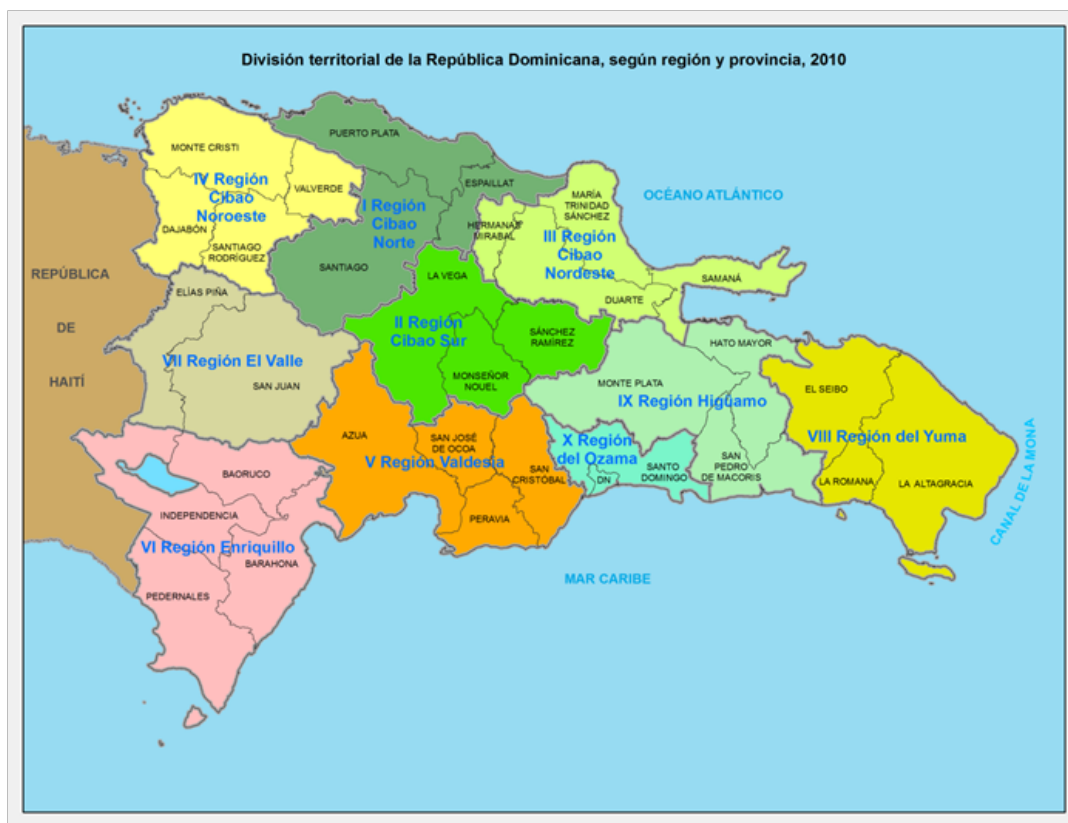 División territorial de la República Dominicana, según región y provincia, 2010
PUERTO PLATA
MONTE CRISTI
IV Región
Cibao
Noroeste
VALVERDE
ESPAILLAT
I Región
Cibao
Norte
MARÍA
TRINIDAD
SÁNCHEZ
OCÉANO ATLÁNTICO
DAJABÓN
HERMANAS
MIRABAL
III Región
Cibao
Nordeste
SANTIAGO
RODRÍGUEZ
SANTIAGO
LA VEGA
SAMANÁ
REPÚBLICA
DE
HAITÍ
ELÍAS PIÑA
DUARTE
II Región
Cibao Sur
SÁNCHEZ
RAMÍREZ
HATO MAYOR
VII Región El Valle
SAN JUAN
MONSEÑOR
NOUEL
MONTE PLATA
IX Región Higüamo
EL SEIBO
AZUA
SAN JOSÉ
DE OCOA
V Región Valdesia
X Región
del Ozama
VIII Región del Yuma
SAN
CRISTÓBAL
DN
SANTO
DOMINGO
SAN
PEDRO
DE MACORIS
LA ROMANA
LA ALTAGRACIA
CANAL DE LA MONA
BAORUCO
INDEPENDENCIA
PERAVIA
VI Región Enriquillo
BARAHONA
PEDERNALES
MAR CARIBE